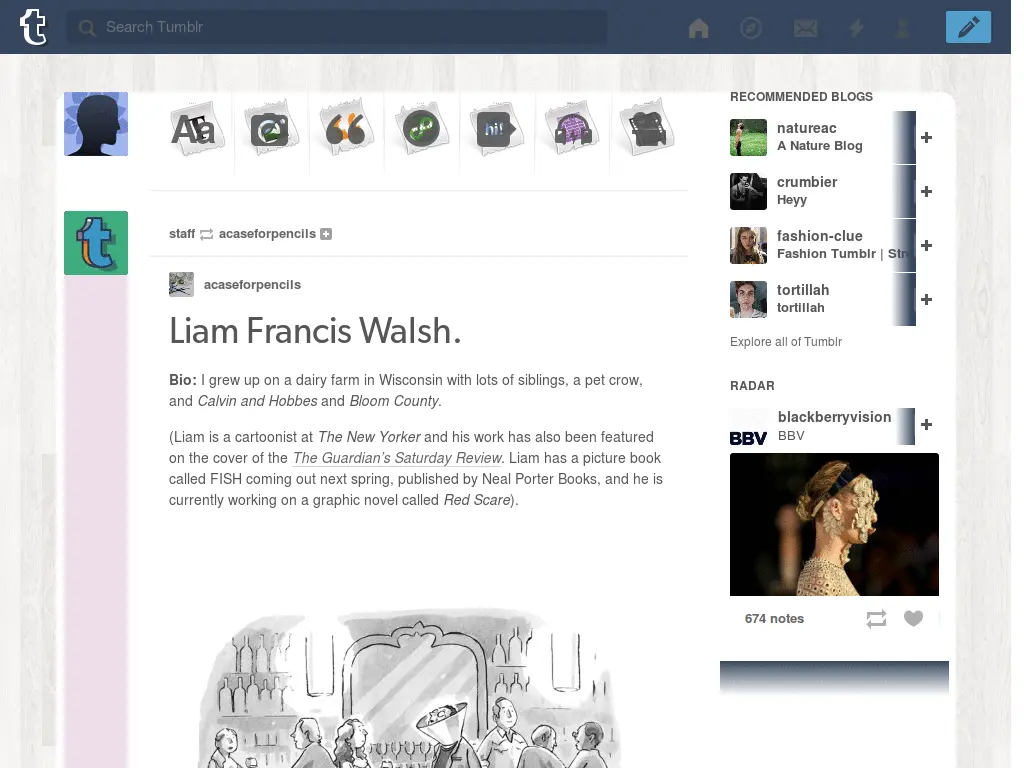 t
Search Tumblr
Aa
hi!
staff acaseforpencils
acaseforpencils
Liam Francis Walsh.
Bio: I grew up on a dairy farm in Wisconsin with lots of siblings, a pet crow,
and Calvin and Hobbes and Bloom County.
(Liam is a cartoonist at The New Yorker and his work has also been featured
on the cover of the The Guardian’s Saturday Review. Liam has a picture book
called FISH coming out next spring, published by Neal Porter Books, and he is
currently working on a graphic novel called Red Scare).
RECOMMENDED BLOGS
natureac
A Nature Blog
crumbier
Heyy
fashion-clue
Fashion Tumblr | Str
tortillah
tortillah
Explore all of Tumblr
RADAR
BBV
blackberryvision
BBV
674 notes